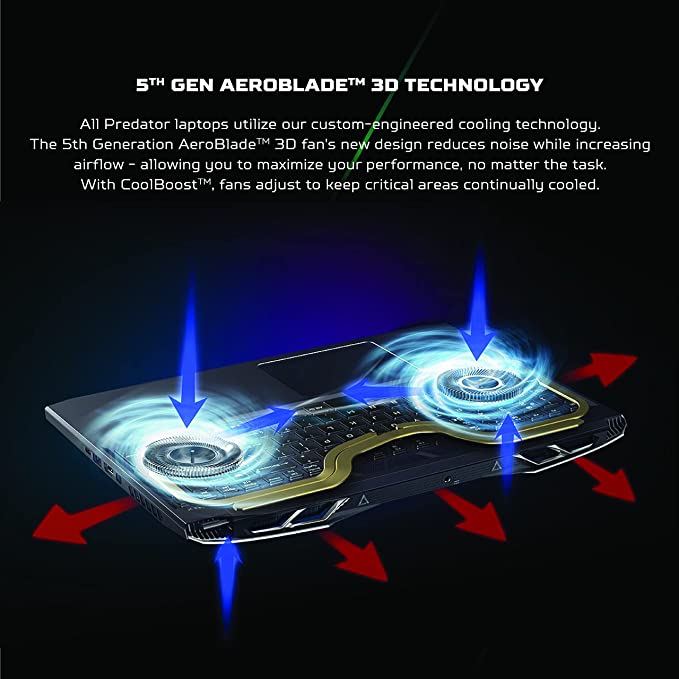 5TH GEN AEROBLADE™ 3D TECHNOLOGY
All Predator laptops utilize our custom-engineered cooling technology.
The 5th Generation AeroBlade™ 3D fan's new design reduces noise while increasing
airflow – allowing you to maximize your performance, no matter the task.
With CoolBoost™, fans adjust to keep critical areas continually cooled.